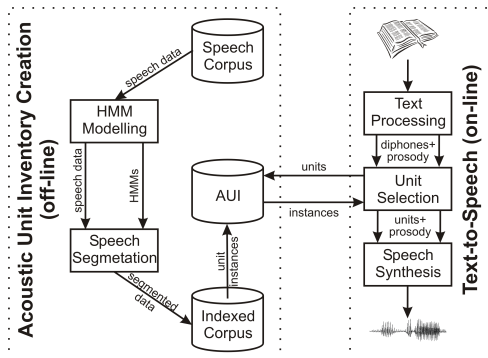 Acoustic Unit Inventory Creation
(off-line)
Speech
Corpus
speech data
HMM
Modelling
speech data
HMMs
Speech
Segmetation
segmented
data
Indexed
Corpus
unit
instances
AUI
units
instances
Text
Processing
diphones+
prosody
Unit
Selection
units+
prosody
Speech
Synthesis
Text-to-Speech (on-line)